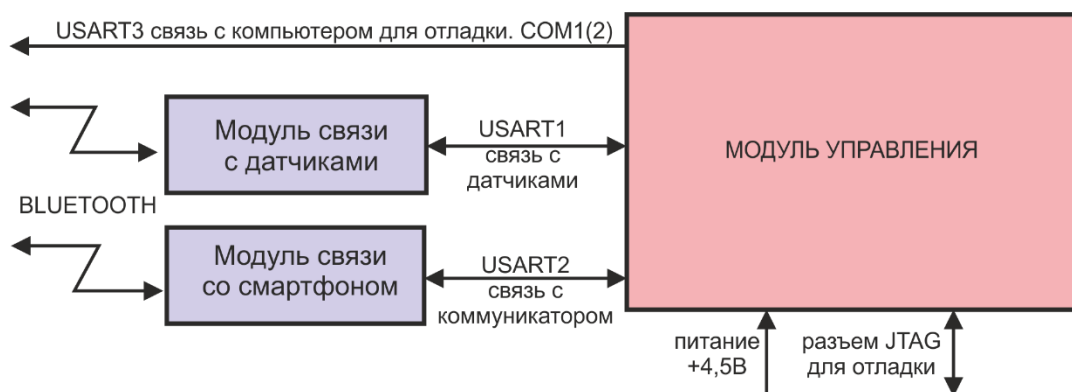 USART3 связь с компьютером для отладки. COM1(2)
Модуль связи
с датчиками
USART1
связь с
датчиками
МОДУЛЬ УПРАВЛЕНИЯ
BLUETOOTH
Модуль связи
со смартфоном
USART2
связь с
коммуникатором
питание
+4,5В
разъем JTAG
для отладки